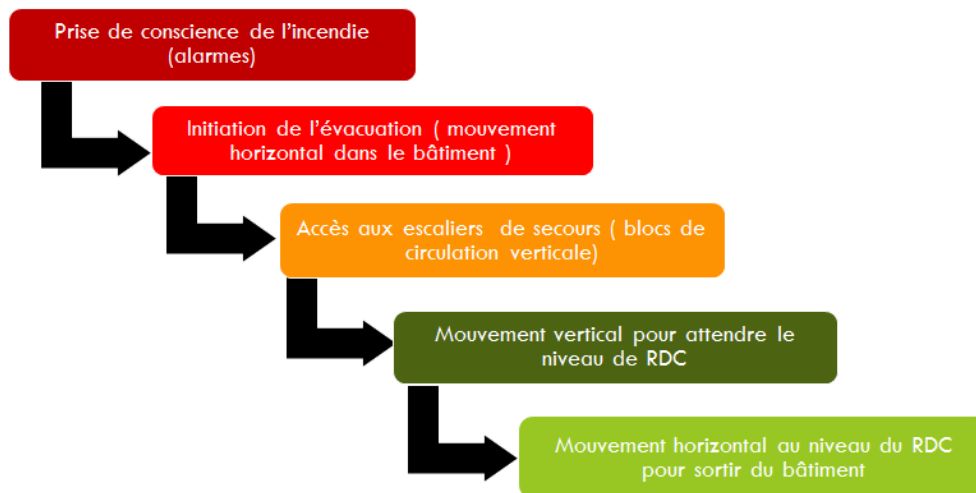 Prise de conscience de l'incendie
(alarmes)
Initiation de l'évacuation ( mouvement
horizontal dans le bâtiment )
Accès aux escaliers de secours ( blocs de
circulation verticale)
Mouvement vertical pour attendre le
niveau de RDC
Mouvement horizontal au niveau du RDC
pour sortir du bâtiment